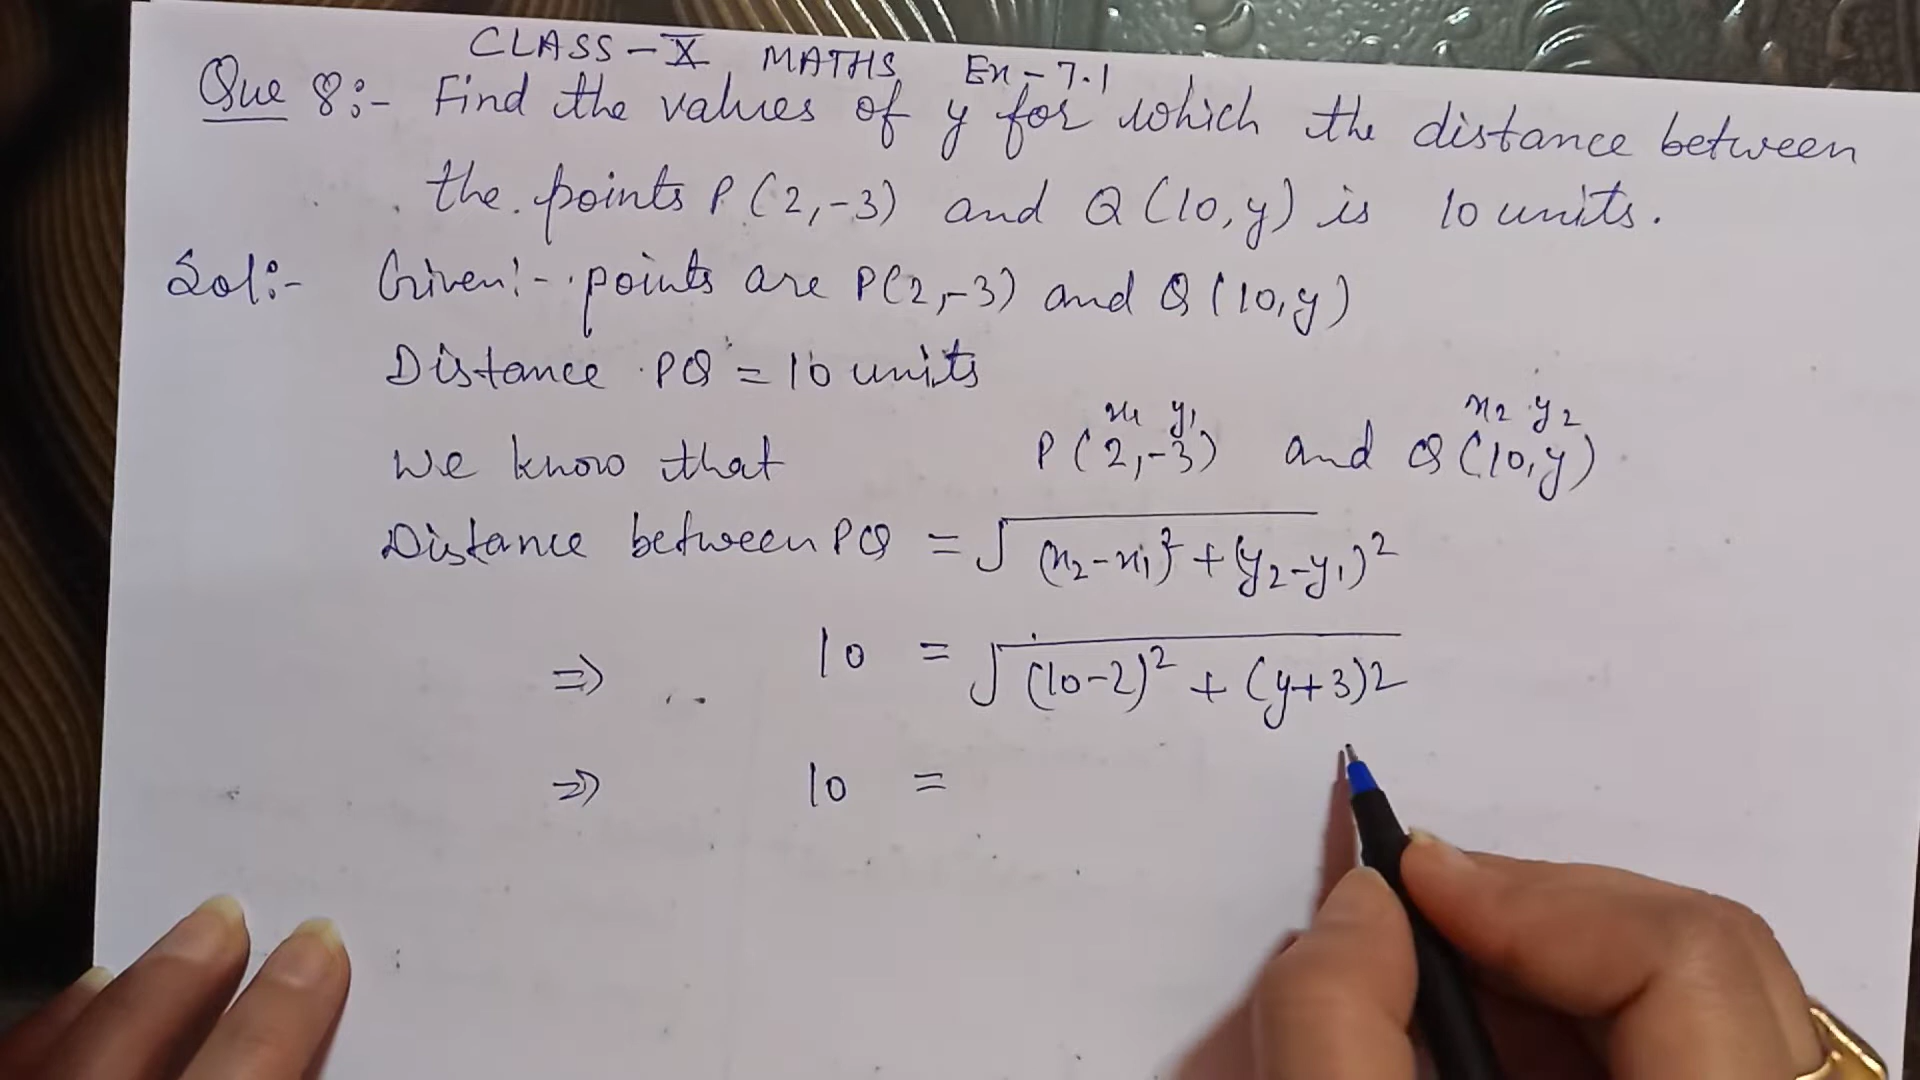 CLASS - X MATHS Ex - 7.1
Que 8:- Find the values of y for which the distance between
the points P (2,-3) and Q (10, y) is 10 units.
Sol:- Given:- points are P(2,-3) and Q (10, y)
Distance PQ = 10 units
x1 y1 x2 y2
We know that P (2,-3) and Q (10, y)
Distance between PQ = √(x2-x1)² + (y2-y1)²
⇒ 10 = √(10-2)² + (y+3)2
⇒ 10 =